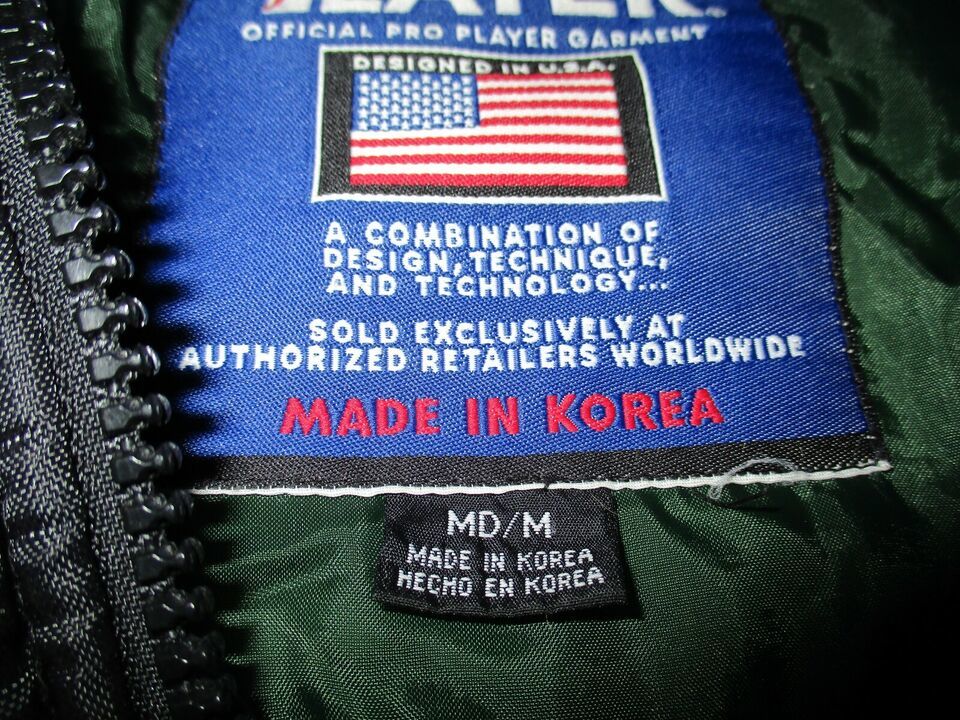 OFFICIAL PRO PLAYER GARMENT
DESIGNED IN U.S.A.
A COMBINATION OF
DESIGN, TECHNIQUE,
AND TECHNOLOGY...
SOLD EXCLUSIVELY AT
AUTHORIZED RETAILERS WORLDWIDE
MADE IN KOREA
MD/M
MADE IN KOREA
HECHO EN KOREA